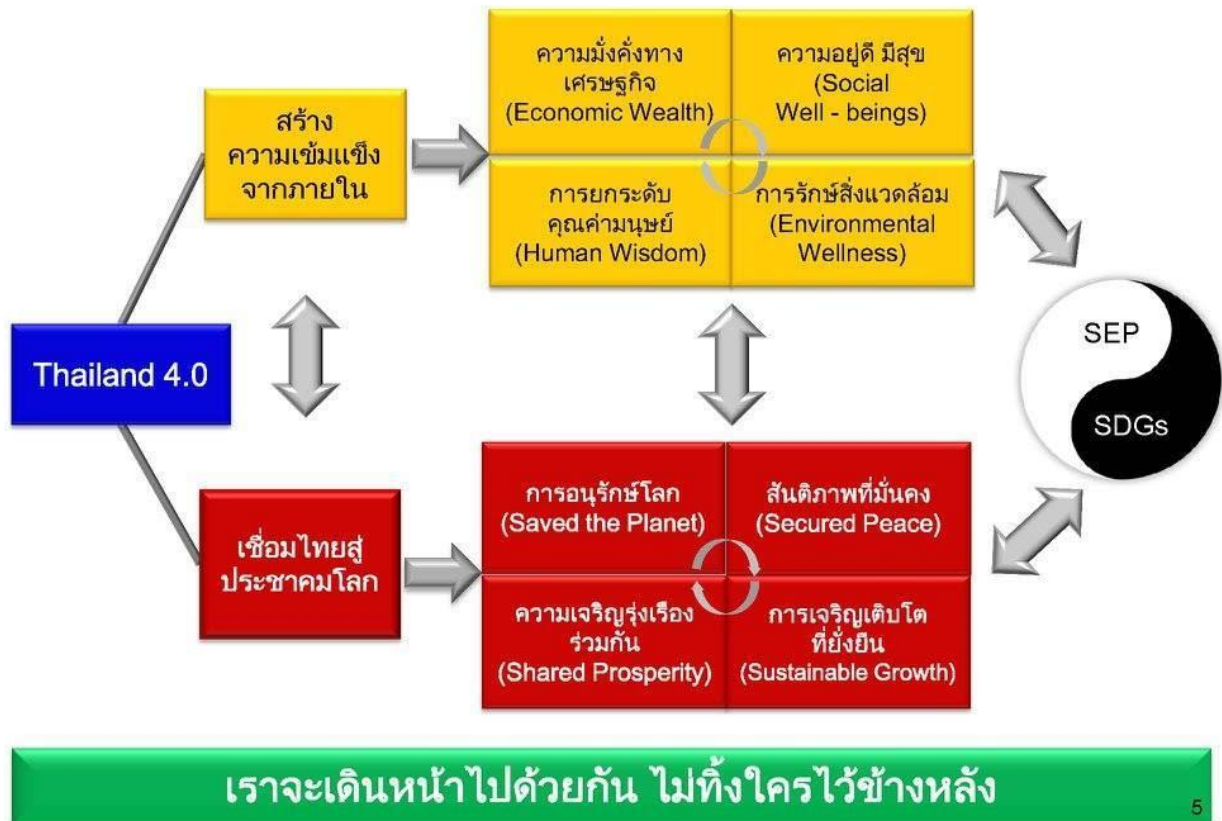 ความมั่งคั่งทาง
เศรษฐกิจ
(Economic Wealth)
ความอยู่ดี มีสุข
(Social
Well - beings)
สร้าง
ความเข้มแข็ง
จากภายใน
การยกระดับ
คุณค่ามนุษย์
(Human Wisdom)
การรักษ์สิ่งแวดล้อม
(Environmental
Wellness)
Thailand 4.0
SEP
SDGs
การอนุรักษ์โลก
(Saved the Planet)
สันติภาพที่มั่นคง
(Secured Peace)
เชื่อมไทยสู่
ประชาคมโลก
ความเจริญรุ่งเรือง
ร่วมกัน
(Shared Prosperity)
การเจริญเติบโต
ที่ยั่งยืน
(Sustainable Growth)
เราจะเดินหน้าไปด้วยกัน ไม่ทิ้งใครไว้ข้างหลัง
5